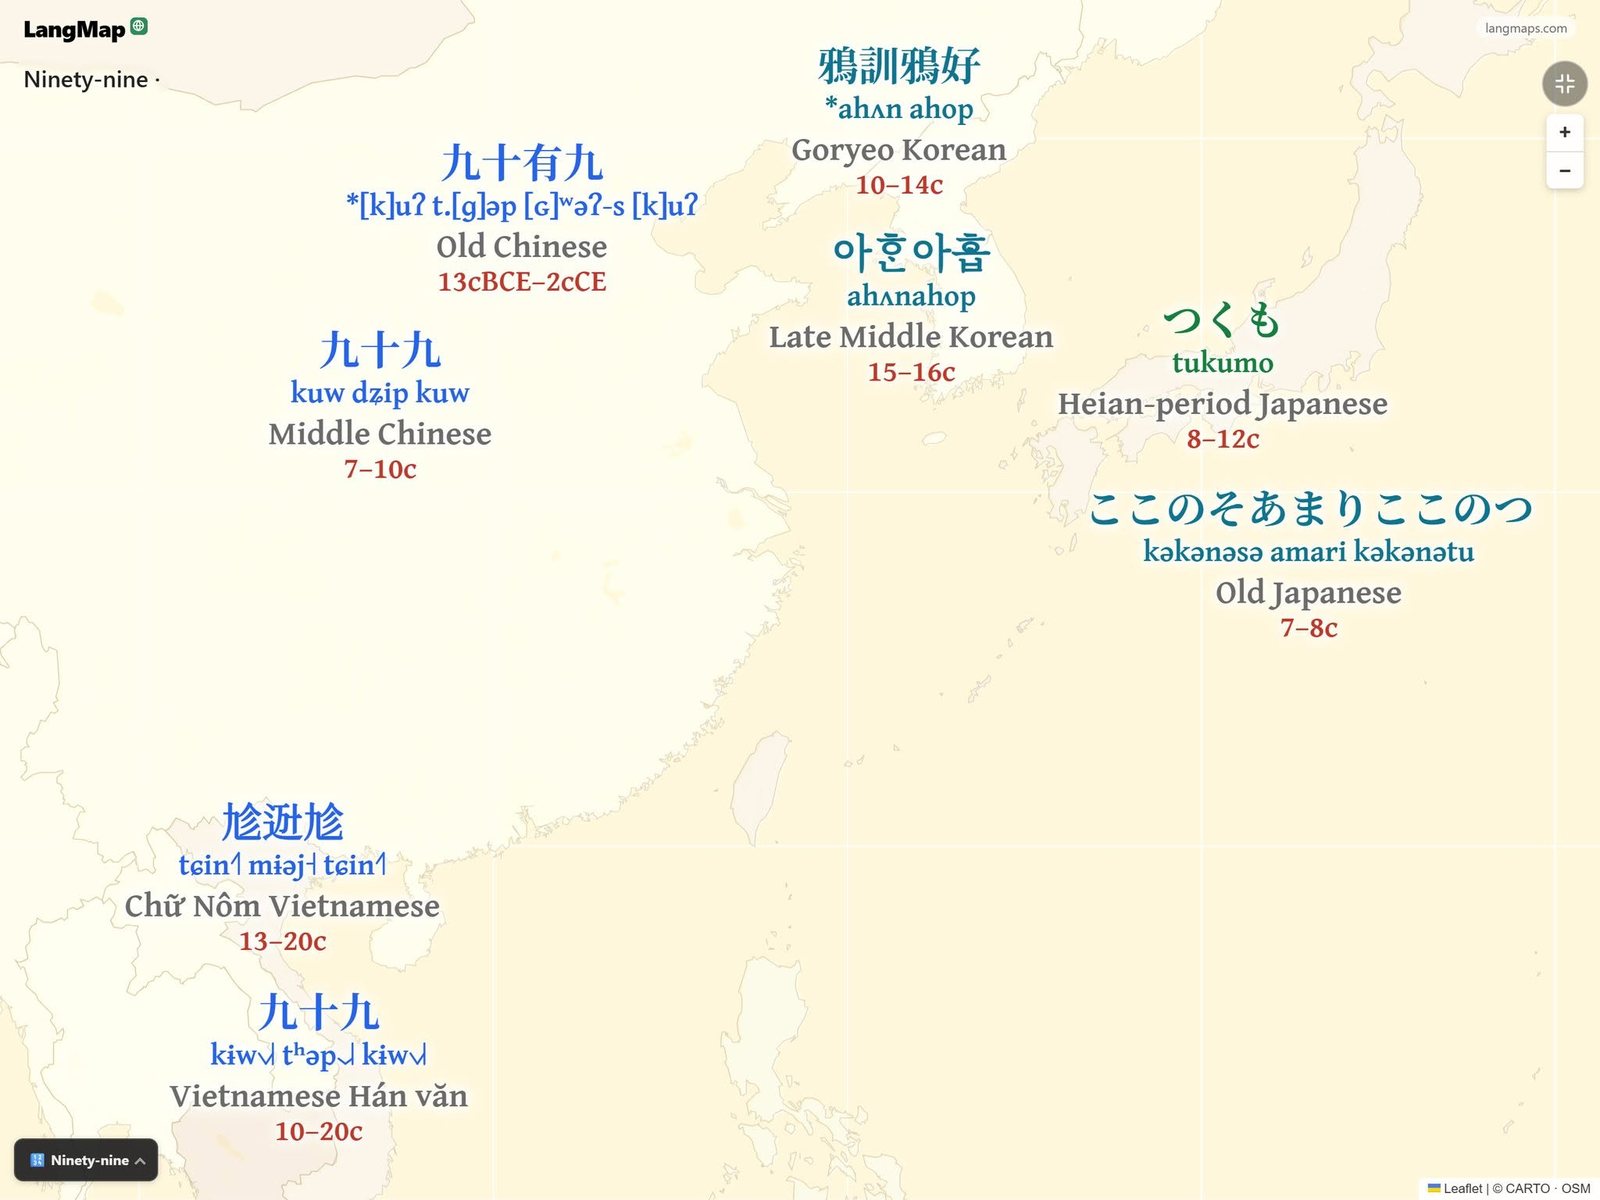 LangMap
langmaps.com
Ninety-nine ·
鴉訓鴉好
*ahʌn ahop
Goryeo Korean
10–14c
九十有九
*[k]uʔ t.[g]əp [ɢ]ʷəʔ-s [k]uʔ
Old Chinese
13cBCE–2cCE
아ᄒᆞᆫ아홉
ahʌnahop
Late Middle Korean
15–16c
つくも
tukumo
Heian-period Japanese
8–12c
九十九
kuw dʑip kuw
Middle Chinese
7–10c
ここのそあまりここのつ
kəkənəsə amari kəkənətu
Old Japanese
7–8c
tɕin˧˥ mɨəj˧ tɕin˧˥
Chữ Nôm Vietnamese
13–20c
九十九
kɨw˨˩˦ tʰəp˨˩˨ kɨw˨˩˦
Vietnamese Hán văn
10–20c
Ninety-nine
Leaflet | © CARTO · OSM
+
−